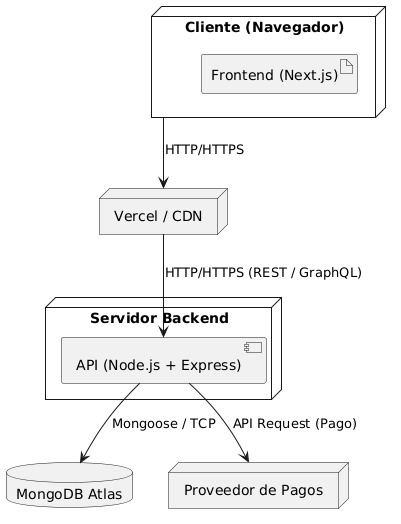 Cliente (Navegador)
Frontend (Next.js)
HTTP/HTTPS
Vercel / CDN
HTTP/HTTPS (REST / GraphQL)
Servidor Backend
API (Node.js + Express)
Mongoose / TCP
API Request (Pago)
MongoDB Atlas
Proveedor de Pagos